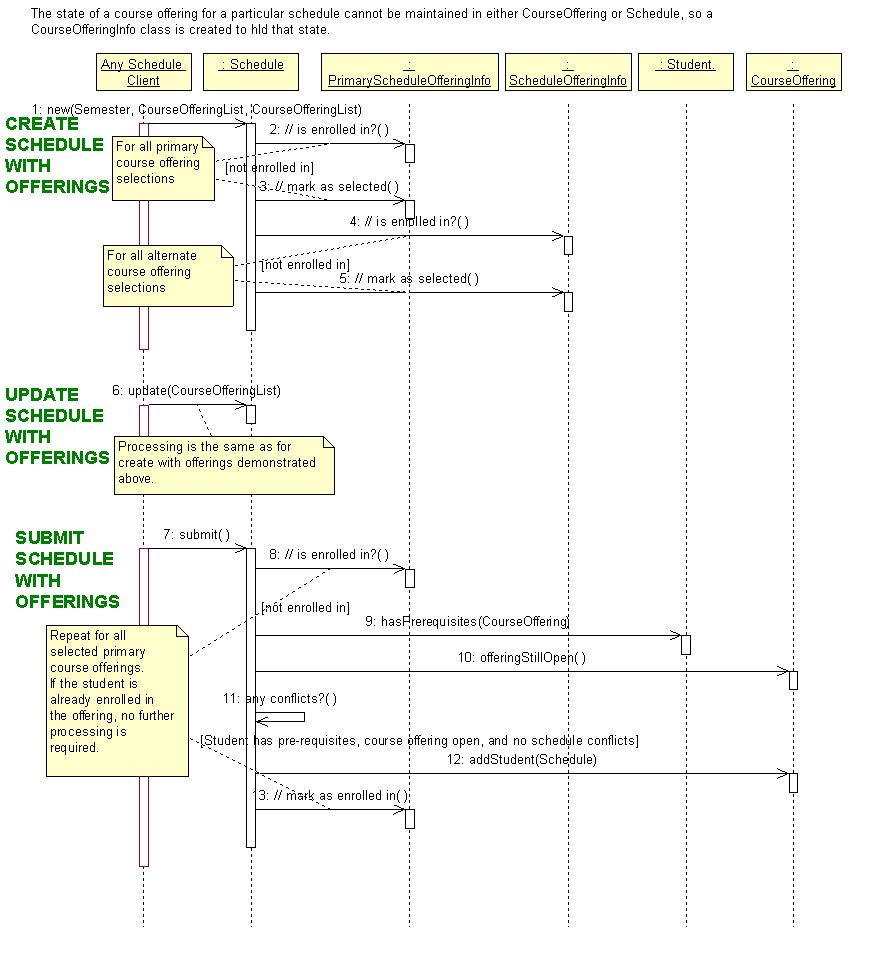 The state of a course offering for a particular schedule cannot be maintained in either CourseOffering or Schedule, so a
CourseOfferingInfo class is created to hld that state.
Any Schedule
Client
: Schedule
:
PrimaryScheduleOfferingInfo
:
ScheduleOfferingInfo
: Student.
:
CourseOffering
1: new(Semester, CourseOfferingList, CourseOfferingList)
CREATE
SCHEDULE
WITH
OFFERINGS
2: // is enrolled in?( )
For all primary
course offering
selections
[not enrolled in]
3: // mark as selected( )
4: // is enrolled in?( )
For all alternate
course offering
selections
[not enrolled in]
5: // mark as selected( )
UPDATE
SCHEDULE
WITH
OFFERINGS
6: update(CourseOfferingList)
Processing is the same as for
create with offerings demonstrated
above.
SUBMIT
SCHEDULE
WITH
OFFERINGS
7: submit( )
8: // is enrolled in?( )
[not enrolled in]
9: hasPrerequisites(CourseOffering)
Repeat for all
selected primary
course offerings.
If the student is
already enrolled in
the offering, no further
processing is
required.
10: offeringStillOpen( )
11: any conflicts?( )
[Student has pre-requisites, course offering open, and no schedule conflicts]
12: addStudent(Schedule)
13: // mark as enrolled in( )